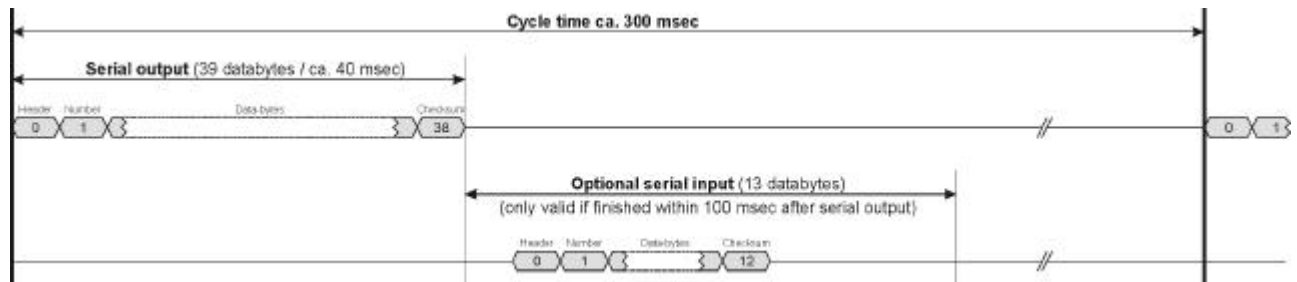 Cycle time ca. 300 msec
Serial output (39 databytes / ca. 40 msec)
Header Number Data bytes Checksum
0 1 38 // 0 1
Optional serial input (13 databytes)
(only valid if finished within 100 msec after serial output)
Header Number Databytes Checksum
0 1 12 //